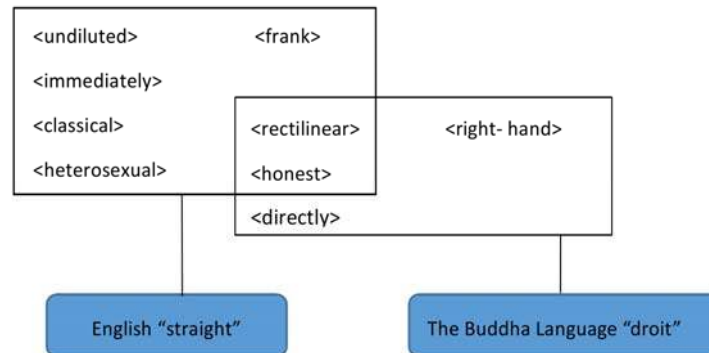 <undiluted> <frank>
<immediately>
<classical> <rectilinear> <right- hand>
<heterosexual> <honest>
<directly>
English “straight” The Buddha Language “droit”